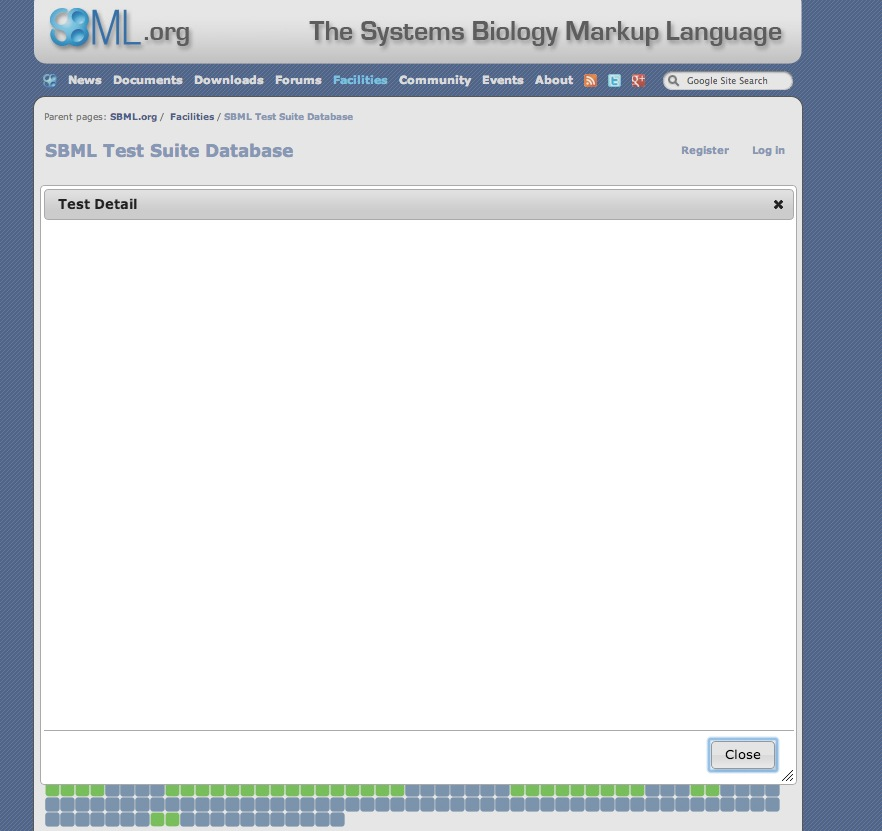 SBML.org
The Systems Biology Markup Language
News Documents Downloads Forums Facilities Community Events About Google Site Search
Parent pages: SBML.org / Facilities / SBML Test Suite Database
SBML Test Suite Database
Register Log in
Test Detail
Close